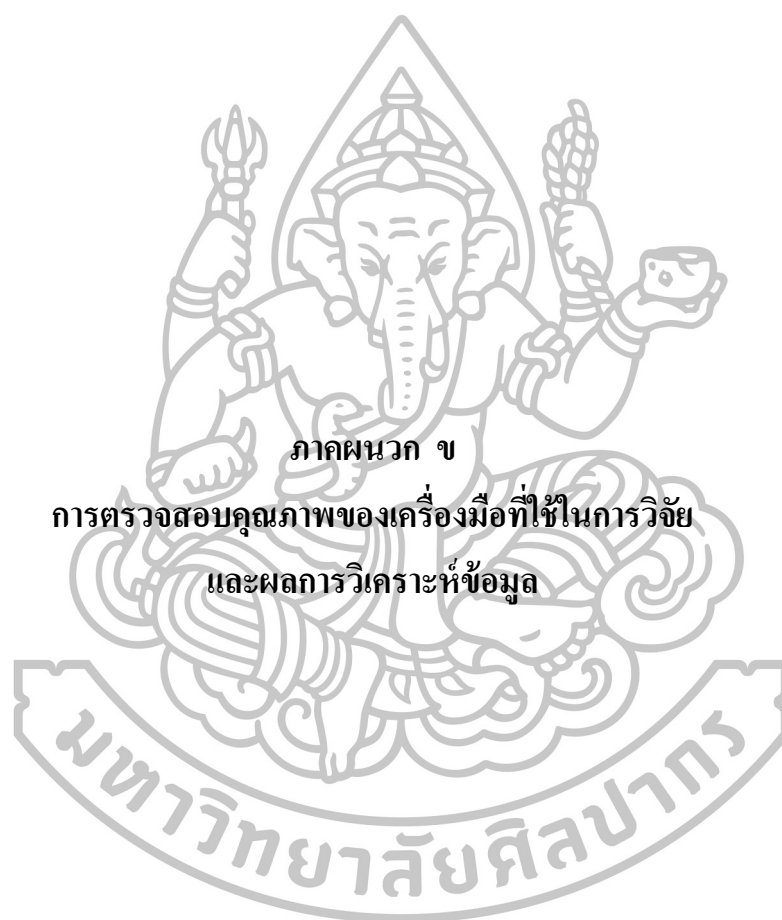 ภาคผนวก ข
การตรวจสอบคุณภาพของเครื่องมือที่ใช้ในการวิจัย
และผลการวิเคราะห์ข้อมูล
มหาวิทยาลัยศิลปากร